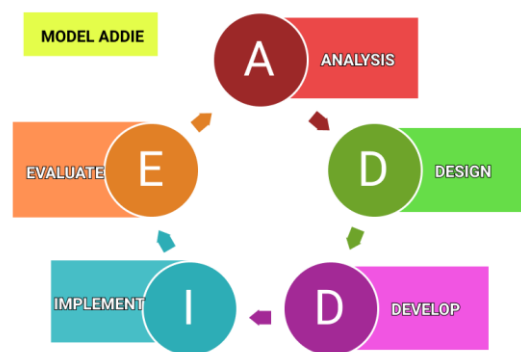 MODEL ADDIE
A
ANALYSIS
D
DESIGN
D
DEVELOP
I
IMPLEMENT
E
EVALUATE